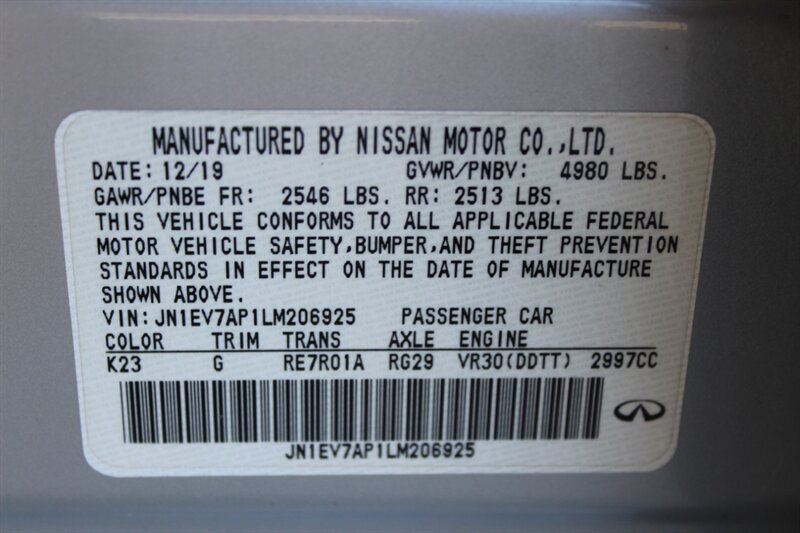 MANUFACTURED BY NISSAN MOTOR CO.,LTD.
DATE: 12/19 GVWR/PNBV: 4980 LBS.
GAWR/PNBE FR: 2546 LBS. RR: 2513 LBS.
THIS VEHICLE CONFORMS TO ALL APPLICABLE FEDERAL
MOTOR VEHICLE SAFETY,BUMPER,AND THEFT PREVENTION
STANDARDS IN EFFECT ON THE DATE OF MANUFACTURE
SHOWN ABOVE.
VIN:JN1EV7AP1LM206925 PASSENGER CAR
COLOR TRIM TRANS AXLE ENGINE
K23 G RE7R01A RG29 VR30(DDTT) 2997CC
JN1EV7AP1LM206925